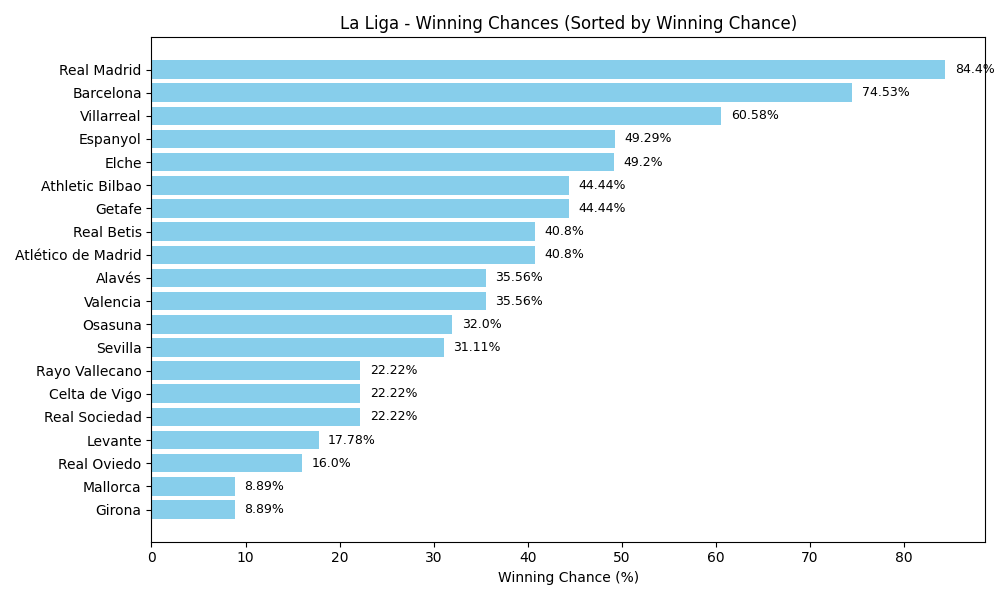 La Liga - Winning Chances (Sorted by Winning Chance)
Real Madrid 84.4%
Barcelona 74.53%
Villarreal 60.58%
Espanyol 49.29%
Elche 49.2%
Athletic Bilbao 44.44%
Getafe 44.44%
Real Betis 40.8%
Atlético de Madrid 40.8%
Alavés 35.56%
Valencia 35.56%
Osasuna 32.0%
Sevilla 31.11%
Rayo Vallecano 22.22%
Celta de Vigo 22.22%
Real Sociedad 22.22%
Levante 17.78%
Real Oviedo 16.0%
Mallorca 8.89%
Girona 8.89%
0 10 20 30 40 50 60 70 80
Winning Chance (%)